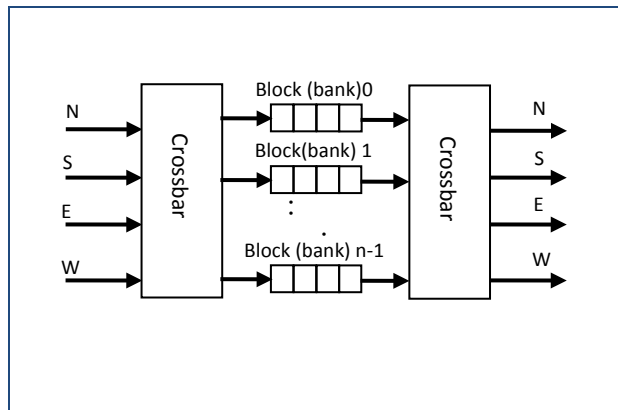 Block (bank)0
N
N
Crossbar
Crossbar
Block(bank) 1
S
S
E
E
Block (bank) n-1
W
W